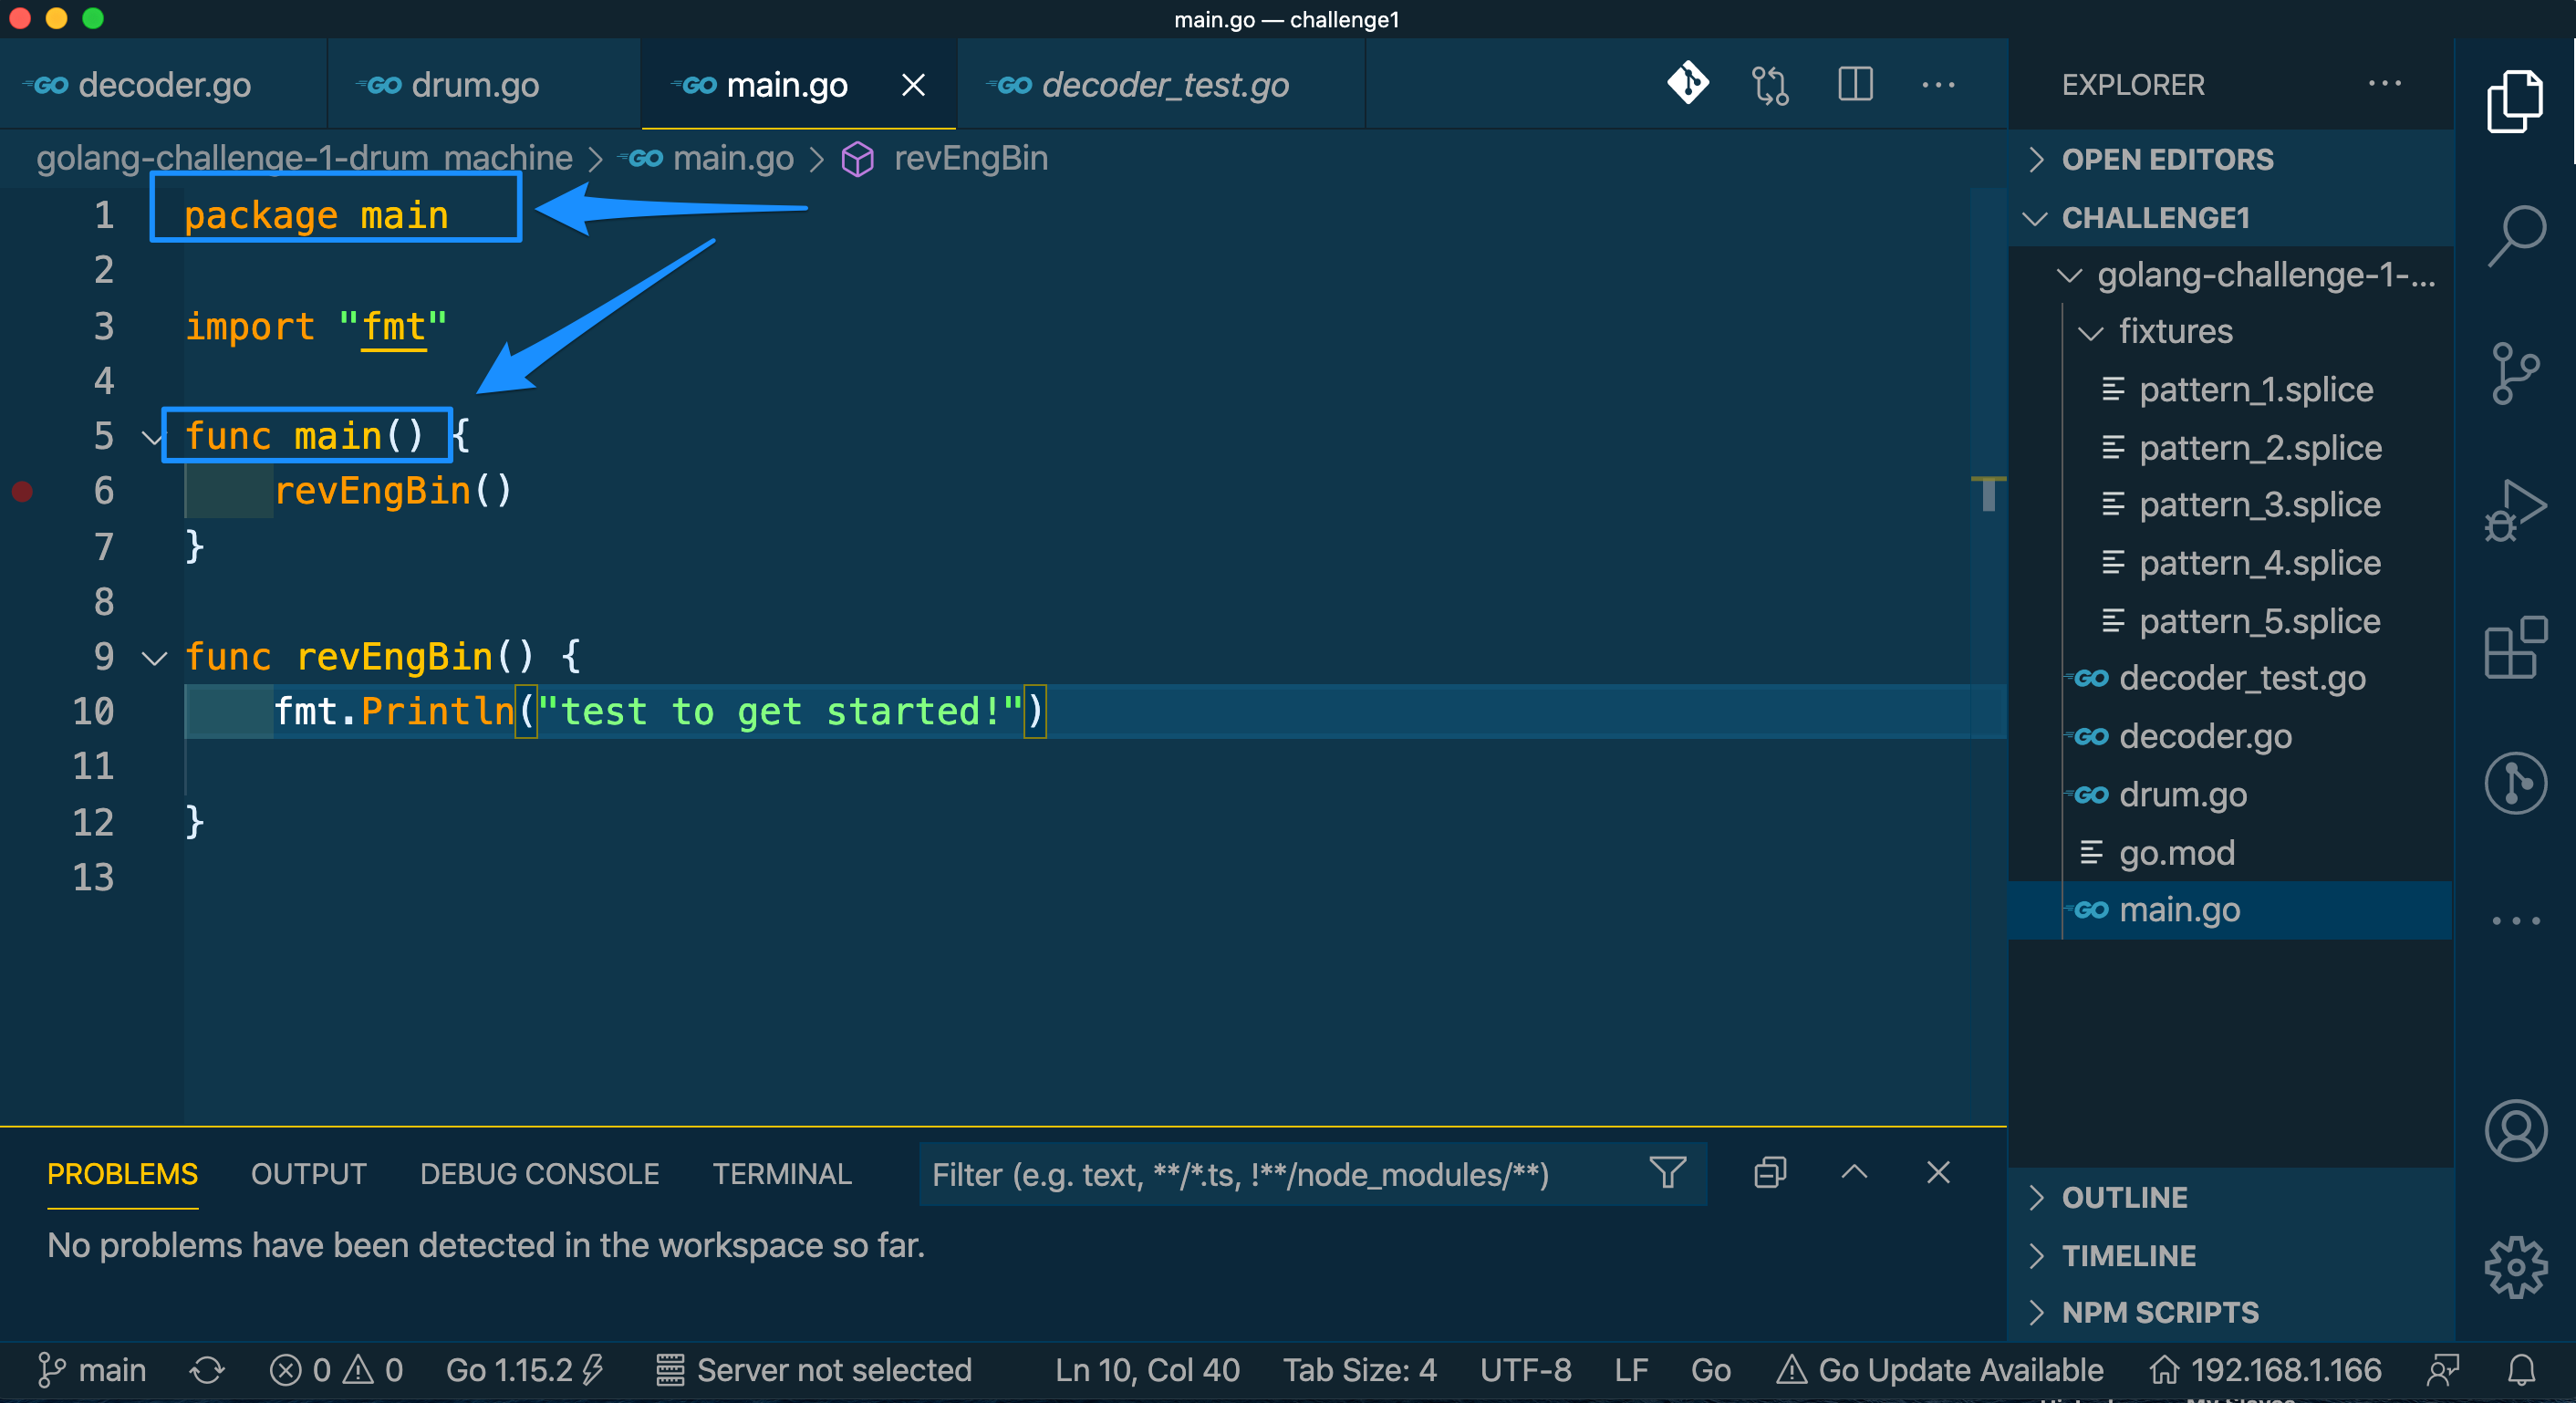 main.go — challenge1
GO decoder.go GO drum.go GO main.go GO decoder_test.go
golang-challenge-1-drum_machine > GO main.go > revEngBin
1 package main
2
3 import "fmt"
4
5 func main() {
6 revEngBin()
7 }
8
9 func revEngBin() {
10 fmt.Println("test to get started!")
11
12 }
13
PROBLEMS OUTPUT DEBUG CONSOLE TERMINAL Filter (e.g. text, **/*.ts, !**/node_modules/**)
No problems have been detected in the workspace so far.
EXPLORER
OPEN EDITORS
CHALLENGE1
golang-challenge-1-...
fixtures
pattern_1.splice
pattern_2.splice
pattern_3.splice
pattern_4.splice
pattern_5.splice
GO decoder_test.go
GO decoder.go
GO drum.go
go.mod
GO main.go
OUTLINE
TIMELINE
NPM SCRIPTS
main 0 0 Go 1.15.2 Server not selected Ln 10, Col 40 Tab Size: 4 UTF-8 LF Go Go Update Available 192.168.1.166